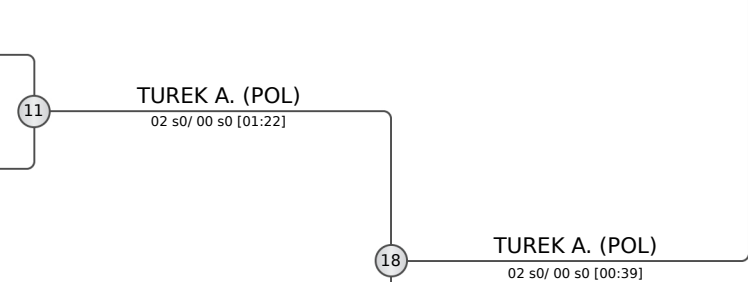 TUREK A. (POL)
11
02 s0/ 00 s0 [01:22]
TUREK A. (POL)
18
02 s0/ 00 s0 [00:39]